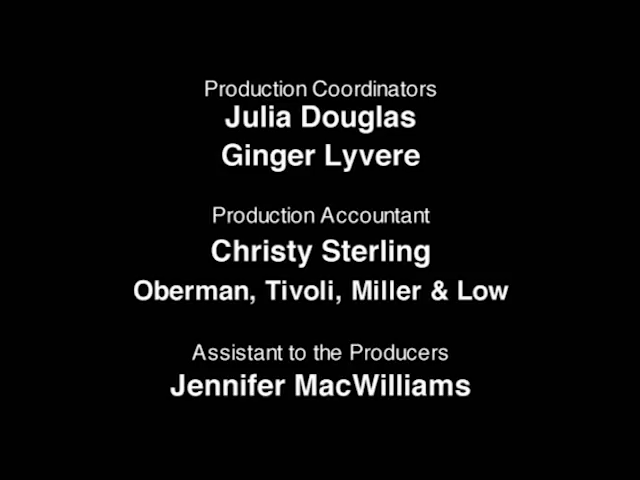 Production Coordinators
Julia Douglas
Ginger Lyvere
Production Accountant
Christy Sterling
Oberman, Tivoli, Miller & Low
Assistant to the Producers
Jennifer MacWilliams